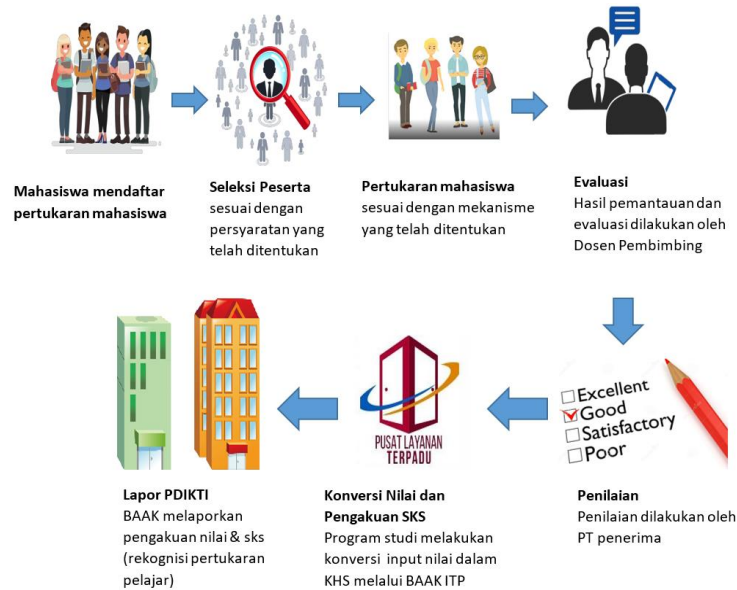 Mahasiswa mendaftar
pertukaran mahasiswa
Seleksi Peserta
sesuai dengan
persyaratan yang
telah ditentukan
Pertukaran mahasiswa
sesuai dengan mekanisme
yang telah ditentukan
Evaluasi
Hasil pemantauan dan
evaluasi dilakukan oleh
Dosen Pembimbing
Excellent
Good
Satisfactory
Poor
Penilaian
Penilaian dilakukan oleh
PT penerima
PUSAT LAYANAN
TERPADU
Konversi Nilai dan
Pengakuan SKS
Program studi melakukan
konversi input nilai dalam
KHS melalui BAAK ITP
Lapor PDIKTI
BAAK melaporkan
pengakuan nilai & sks
(rekognisi pertukaran
pelajar)